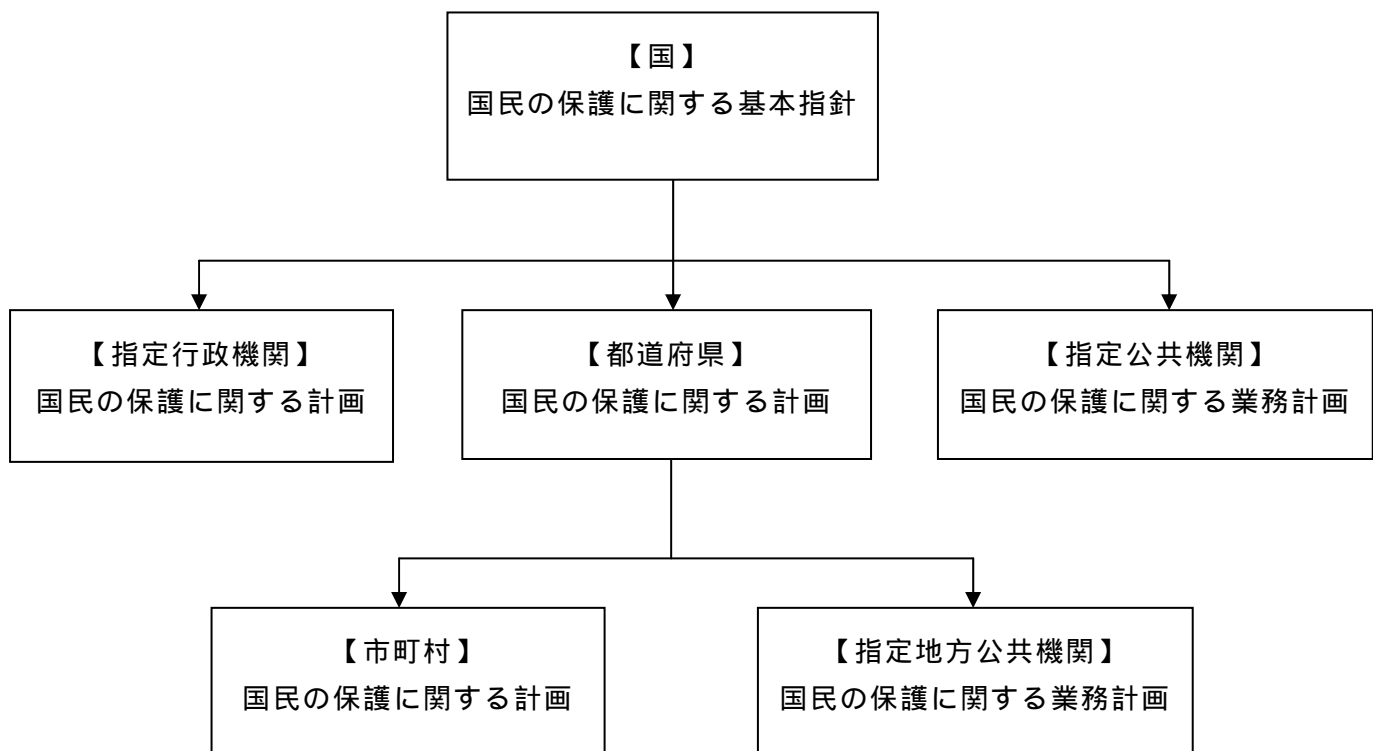 【国】
国民の保護に関する基本指針
【指定行政機関】
国民の保護に関する計画
【都道府県】
国民の保護に関する計画
【指定公共機関】
国民の保護に関する業務計画
【市町村】
国民の保護に関する計画
【指定地方公共機関】
国民の保護に関する業務計画